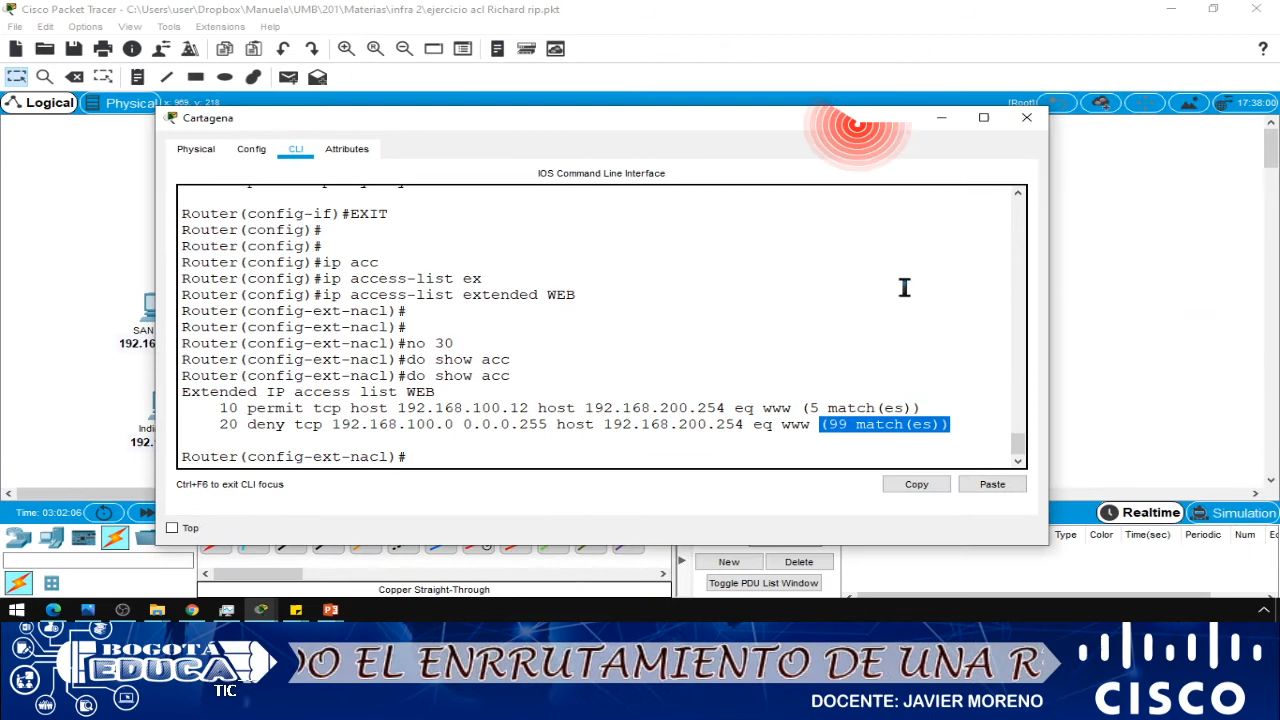 Cisco Packet Tracer - C:\Users\user\Dropbox\Manuela\UMB\201\Materias\infra 2\ejercicio acl Richard rip.pkt
File Edit Options View Tools Extensions Help
?
Logical Physical x: 969, y: 218 [Root] 17:38:00
Cartagena
Physical Config CLI Attributes
IOS Command Line Interface
Router(config-if)#EXIT
Router(config)#
Router(config)#
Router(config)#ip acc
Router(config)#ip access-list ex
Router(config)#ip access-list extended WEB
Router(config-ext-nacl)#
Router(config-ext-nacl)#
Router(config-ext-nacl)#no 30
Router(config-ext-nacl)#do show acc
Router(config-ext-nacl)#do show acc
Extended IP access list WEB
10 permit tcp host 192.168.100.12 host 192.168.200.254 eq www (5 match(es))
20 deny tcp 192.168.100.0 0.0.0.255 host 192.168.200.254 eq www (99 match(es))
Router(config-ext-nacl)#
Ctrl+F6 to exit CLI focus
Copy Paste
Top
SAN
192.16
Indi
192.
Time: 03:02:06
Realtime Simulation
Type Color Time(sec) Periodic Num
New Delete
Toggle PDU List Window
Copper Straight-Through
BOGOTA
EDUCA
TIC
DO EL ENRRUTAMIENTO DE UNA R
DOCENTE: JAVIER MORENO
CISCO